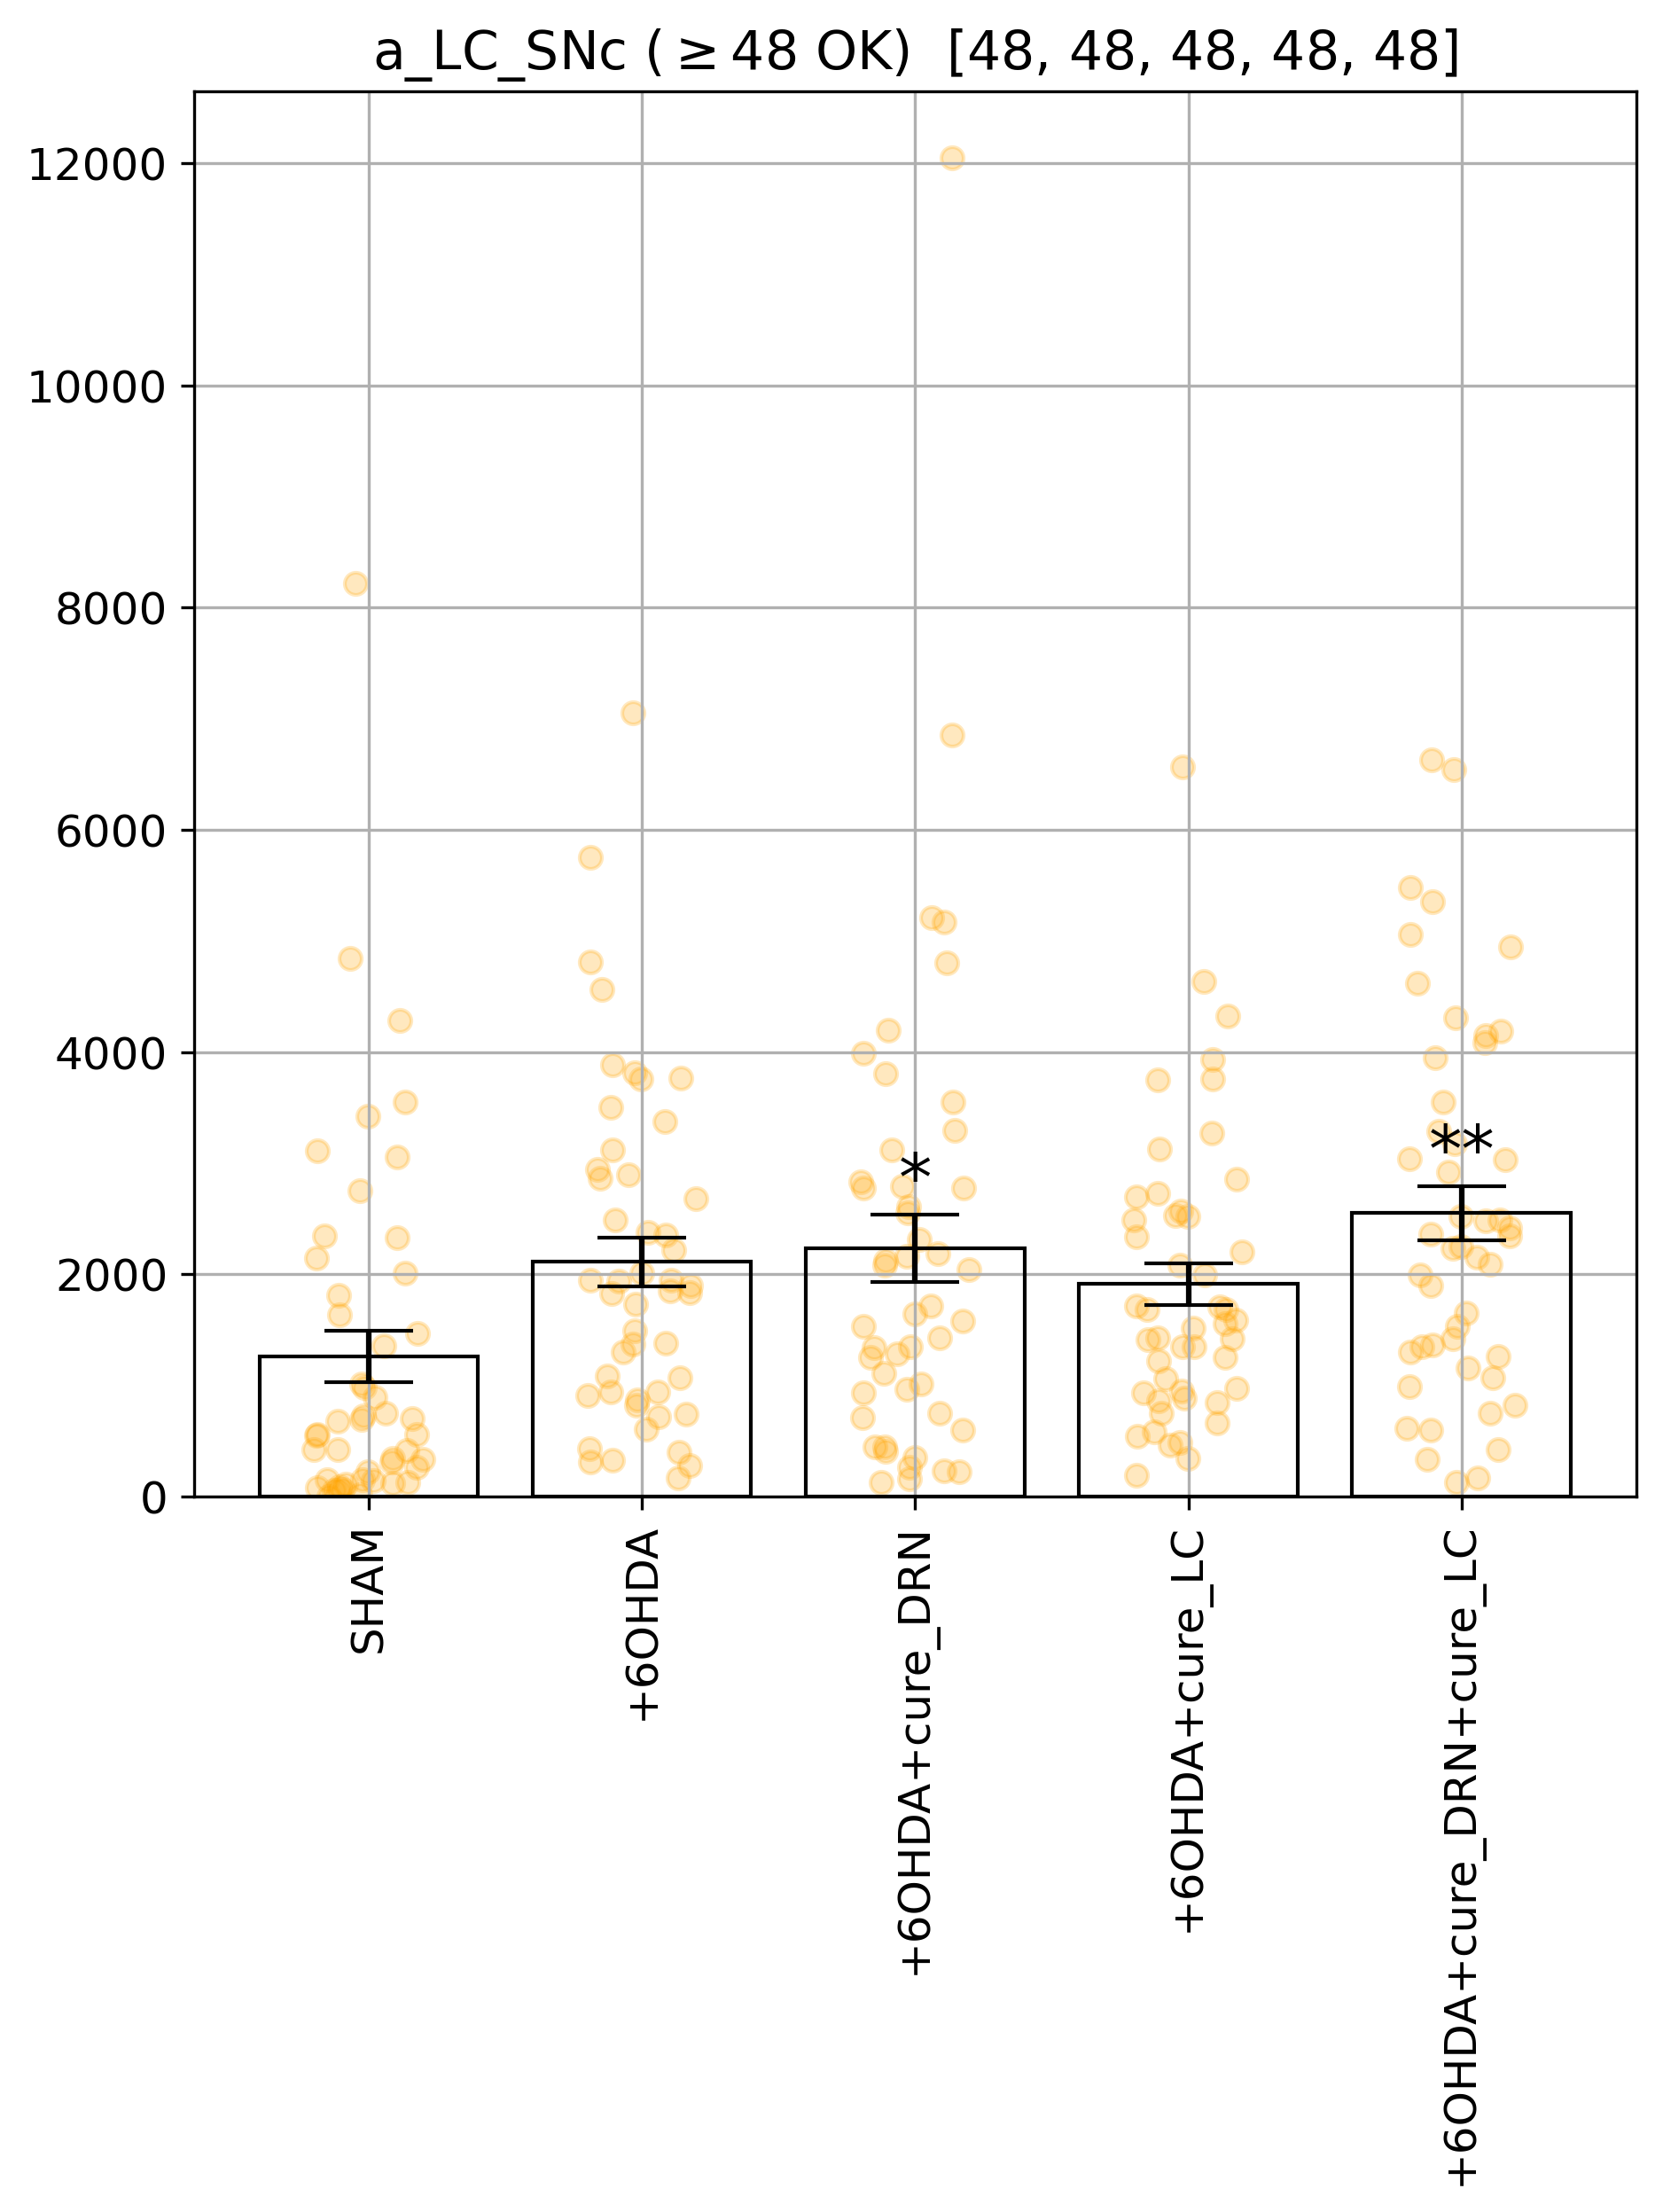 a_LC_SNc (≥48 OK) [48, 48, 48, 48, 48]
12000
10000
8000
6000
4000
2000
0
*
**
SHAM
+6OHDA
+6OHDA+cure_DRN
+6OHDA+cure_LC
+6OHDA+cure_DRN+cure_LC